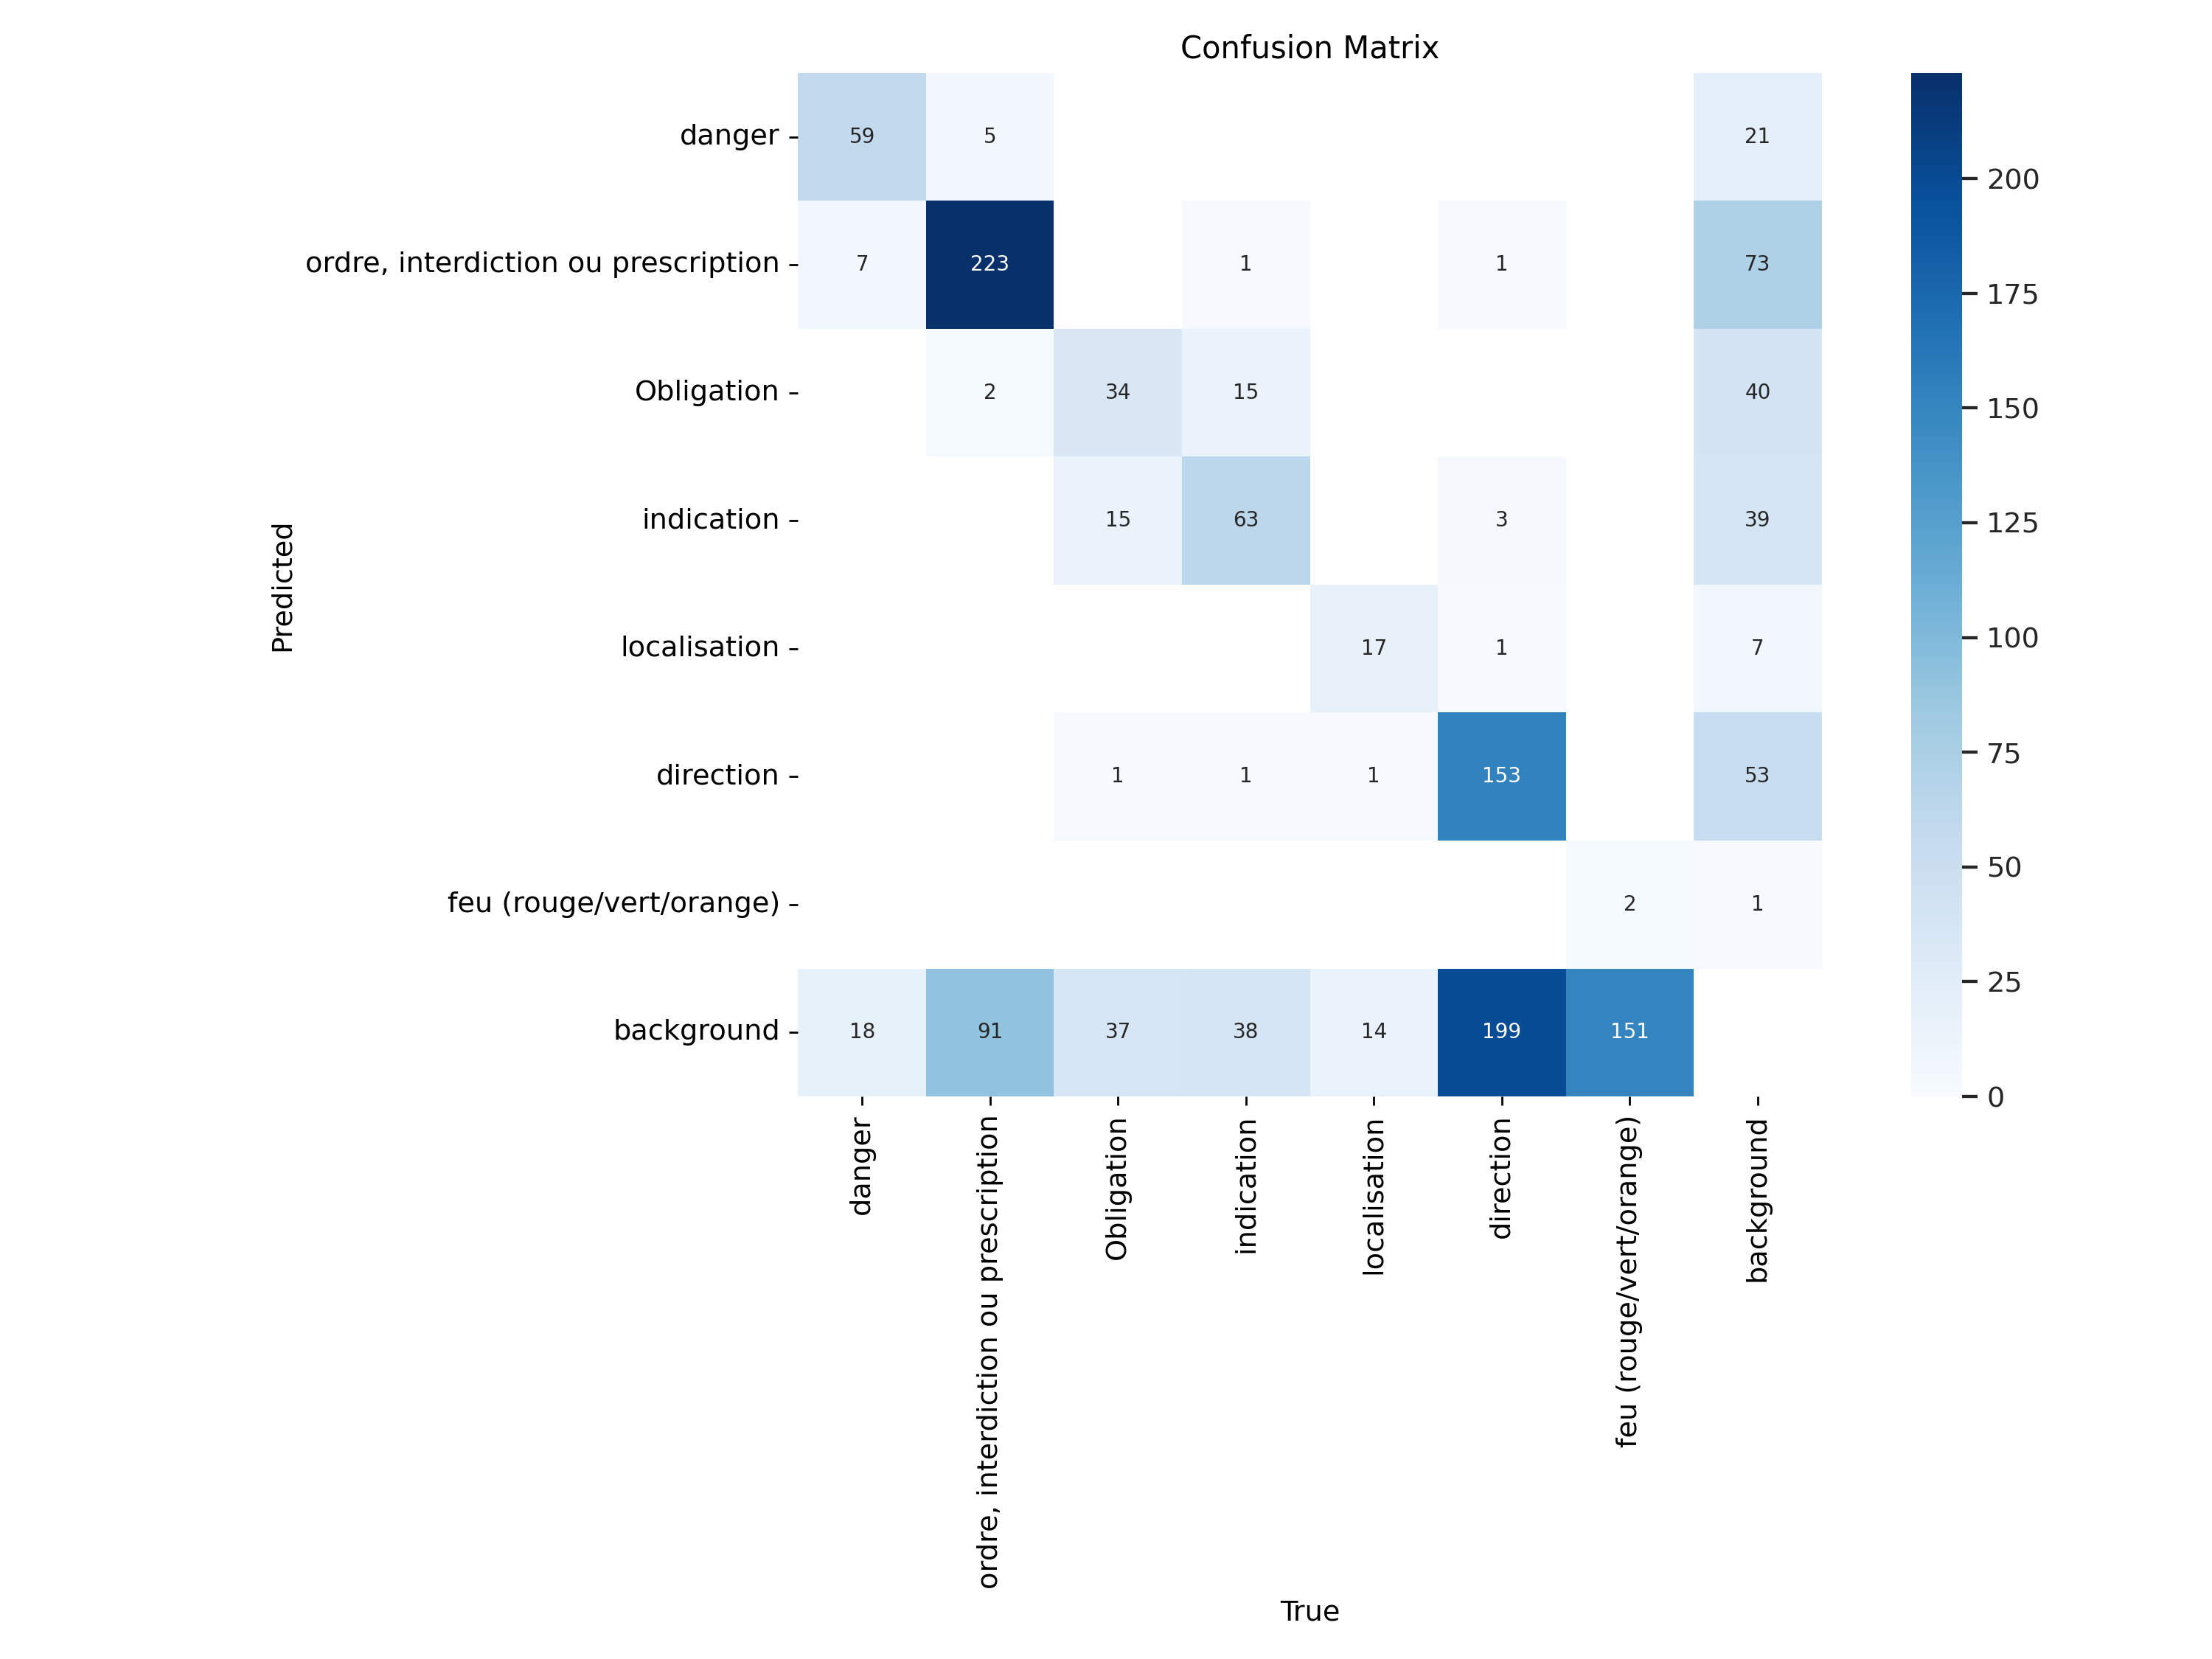 Confusion Matrix
danger
59 5 21
200
ordre, interdiction ou prescription
7 223 1 1 73
175
Obligation
2 34 15 40
150
indication
15 63 3 39
125
Predicted
localisation
17 1 7
100
direction
1 1 1 153 53
75
feu (rouge/vert/orange)
2 1
50
background
18 91 37 38 14 199 151
25
0
danger
ordre, interdiction ou prescription
Obligation
indication
localisation
direction
feu (rouge/vert/orange)
background
True